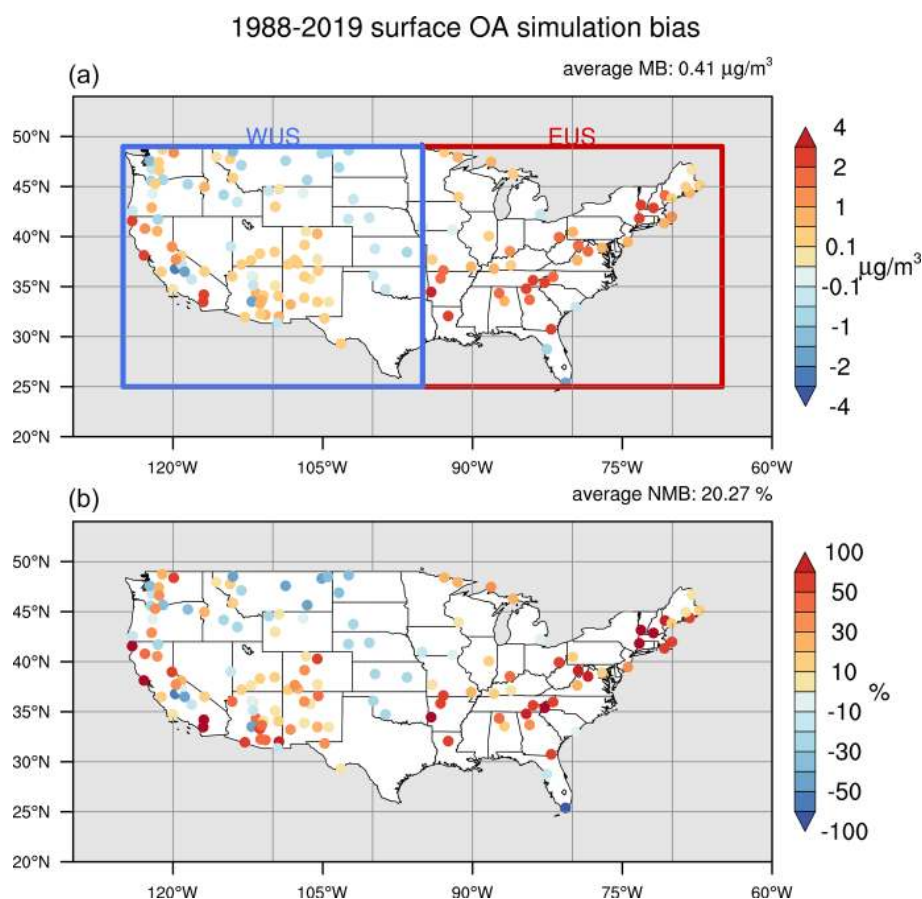 1988-2019 surface OA simulation bias
(a)
average MB: 0.41 μg/m³
WUS
EUS
50°N
45°N
40°N
35°N
30°N
25°N
20°N
120°W
105°W
90°W
75°W
60°W
4
2
1
0.1
-0.1
-1
-2
-4
μg/m³
(b)
average NMB: 20.27 %
50°N
45°N
40°N
35°N
30°N
25°N
20°N
120°W
105°W
90°W
75°W
60°W
100
50
30
10
-10
-30
-50
-100
%